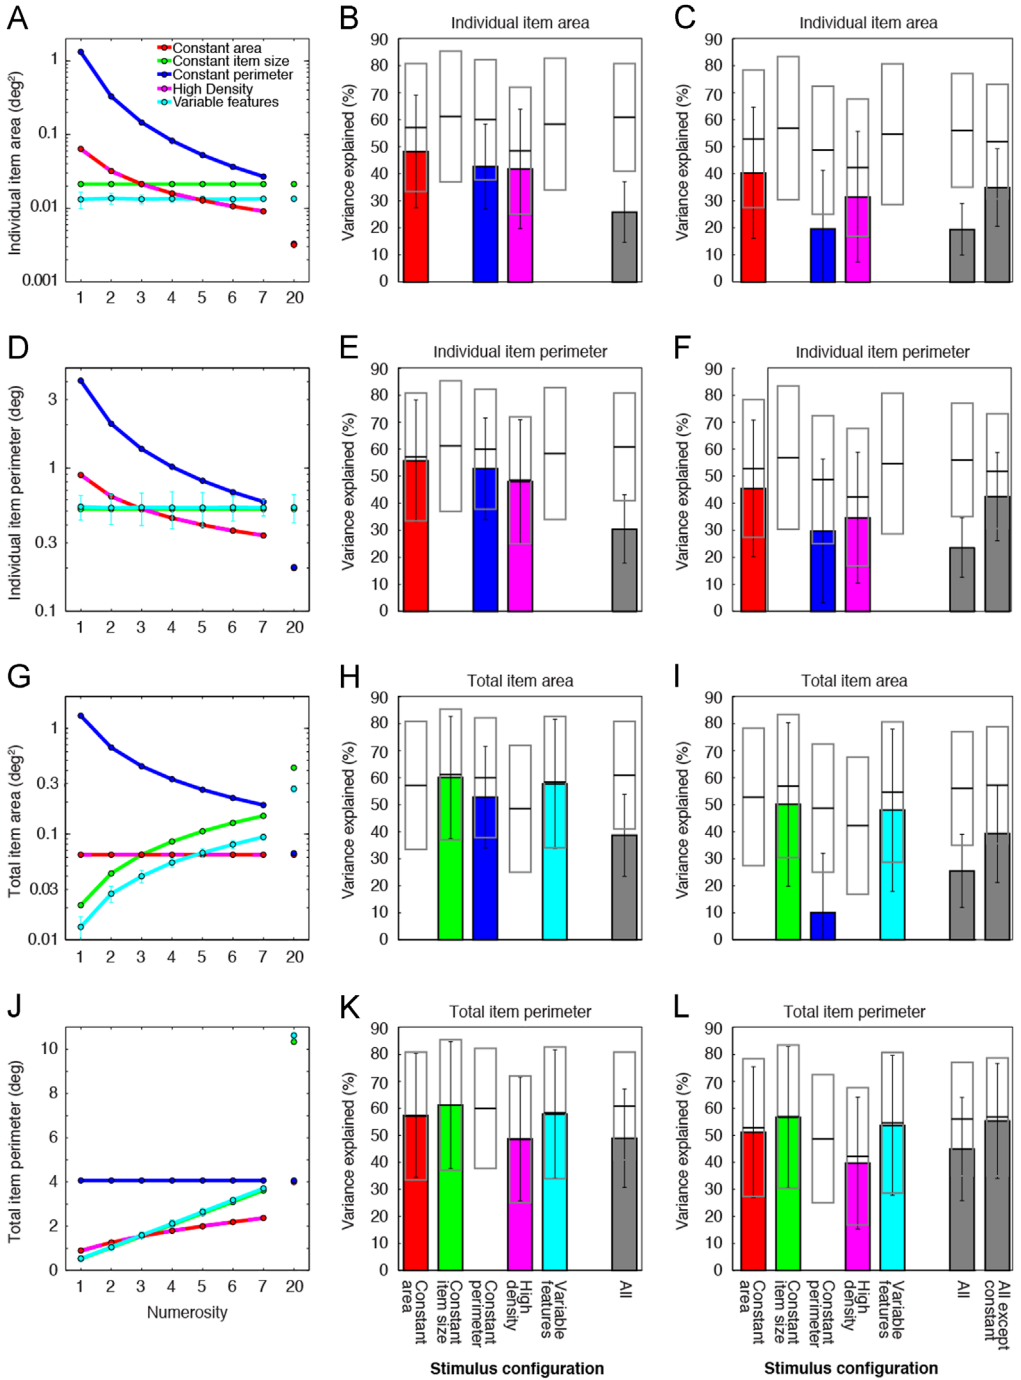 A
Individual item area (deg²)
1
0.1
0.01
0.001
Constant area
Constant item size
Constant perimeter
High Density
Variable features
1 2 3 4 5 6 7 20
B
Individual item area
Variance explained (%)
90
80
70
60
50
40
30
20
10
0
C
Individual item area
Variance explained (%)
90
80
70
60
50
40
30
20
10
0
D
Individual item perimeter (deg)
3
1
0.3
0.1
1 2 3 4 5 6 7 20
E
Individual item perimeter
Variance explained (%)
90
80
70
60
50
40
30
20
10
0
F
Individual item perimeter
Variance explained (%)
90
80
70
60
50
40
30
20
10
0
G
Total item area (deg²)
1
0.3
0.1
0.03
0.01
1 2 3 4 5 6 7 20
H
Total item area
Variance explained (%)
90
80
70
60
50
40
30
20
10
0
I
Total item area
Variance explained (%)
90
80
70
60
50
40
30
20
10
0
J
Total item perimeter (deg)
10
8
6
4
2
0
1 2 3 4 5 6 7 20
Numerosity
K
Total item perimeter
Variance explained (%)
90
80
70
60
50
40
30
20
10
0
Constant
area
Constant
item size
Constant
perimeter
High
density
Variable
features
All
Stimulus configuration
L
Total item perimeter
Variance explained (%)
90
80
70
60
50
40
30
20
10
0
Constant
area
Constant
item size
Constant
perimeter
High
density
Variable
features
All
All except
constant
Stimulus configuration